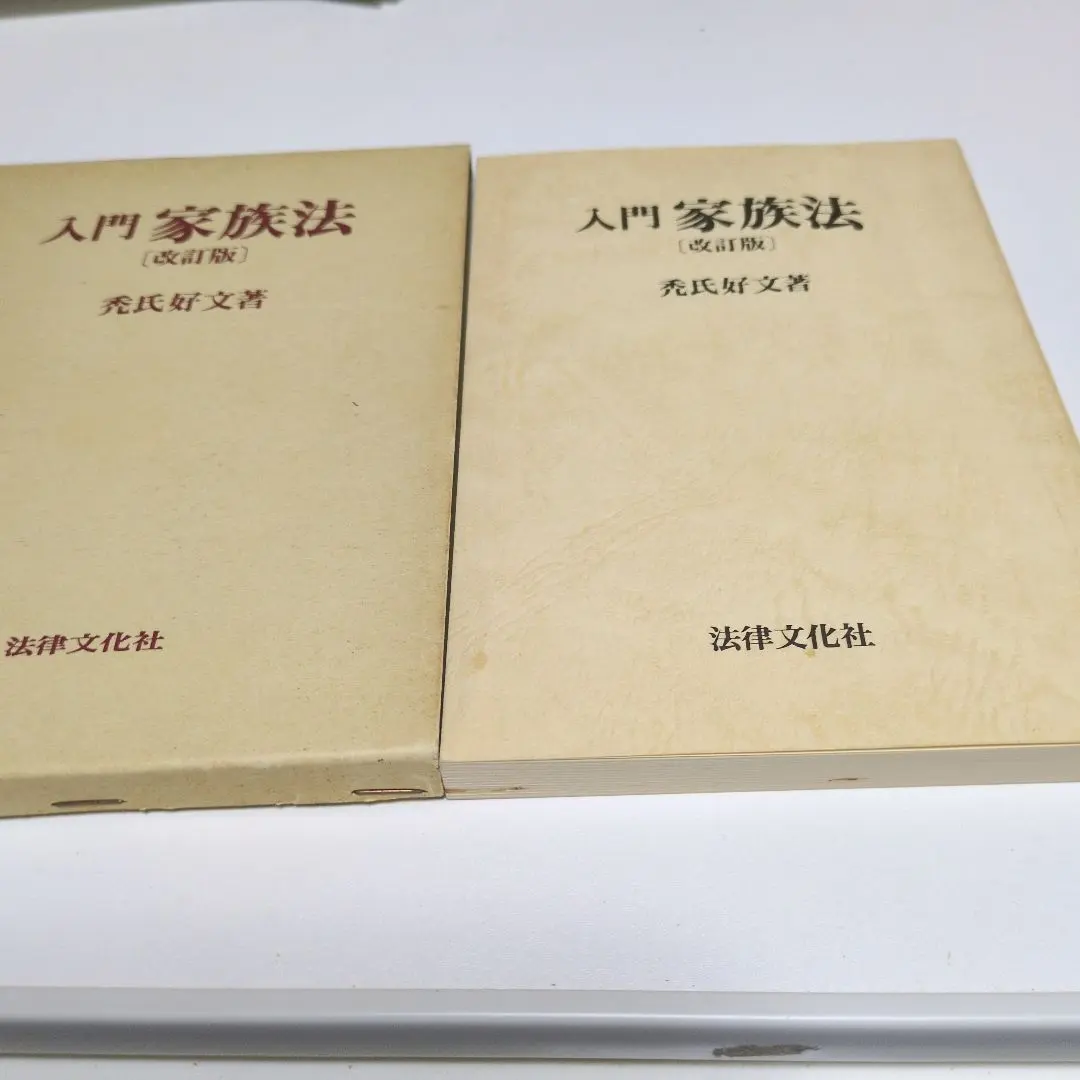 入門 家族法
〔改訂版〕
禿氏好文著
法律文化社
入門 家族法
〔改訂版〕
禿氏好文著
法律文化社